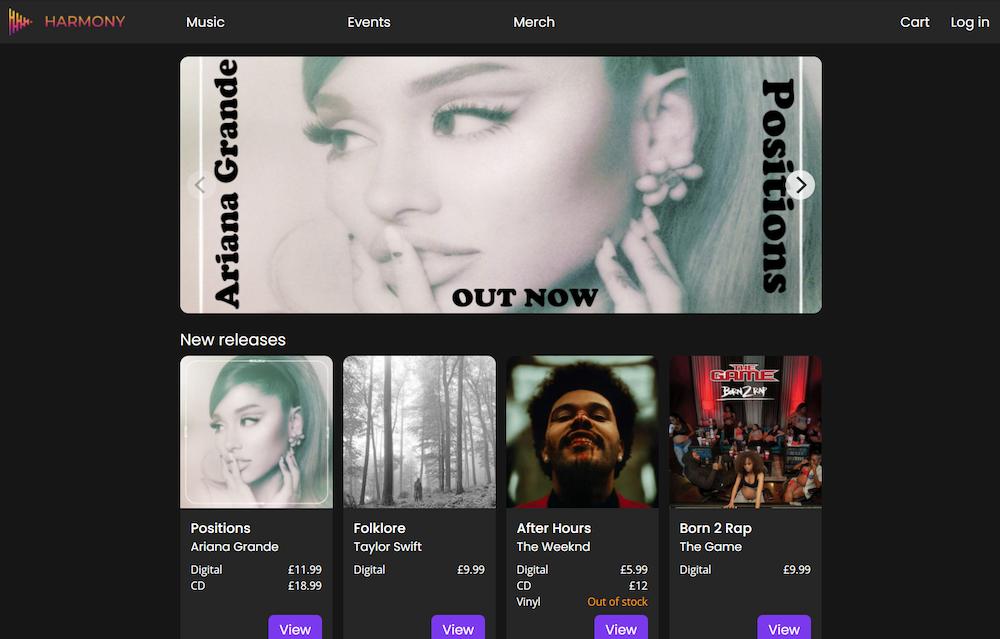 HARMONY
Music
Events
Merch
Cart
Log in
Ariana Grande
Positions
OUT NOW
New releases
THE GAME
BORN 2 RAP
Positions
Ariana Grande
Digital £11.99
CD £18.99
View
Folklore
Taylor Swift
Digital £9.99
View
After Hours
The Weeknd
Digital £5.99
CD £12
Vinyl Out of stock
View
Born 2 Rap
The Game
Digital £9.99
View